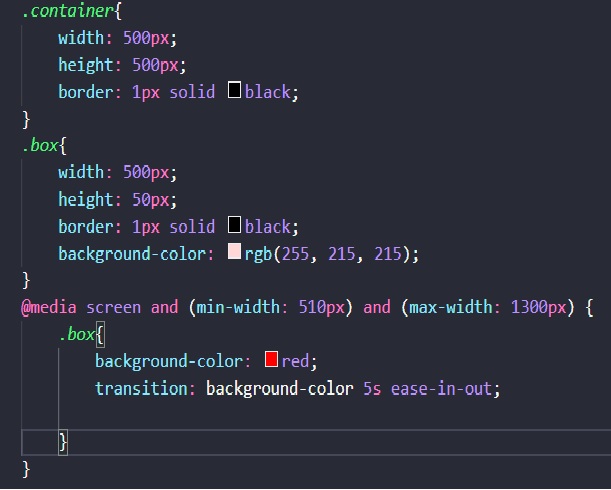 .container{
    width: 500px;
    height: 500px;
    border: 1px solid black;
}
.box{
    width: 500px;
    height: 50px;
    border: 1px solid black;
    background-color: rgb(255, 215, 215);
}
@media screen and (min-width: 510px) and (max-width: 1300px) {
    .box{
        background-color: red;
        transition: background-color 5s ease-in-out;

    }
}